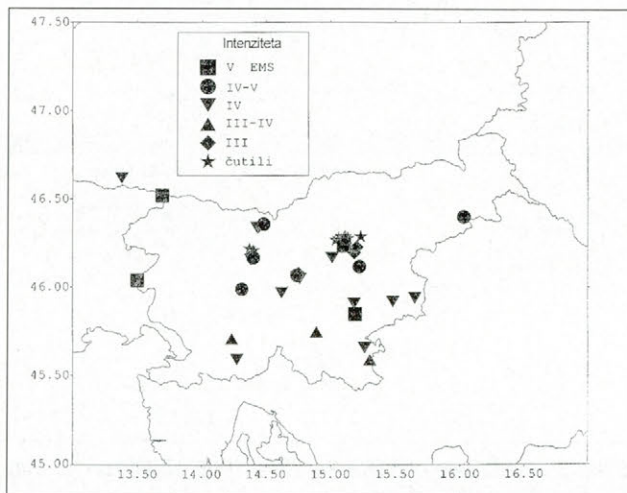 47.50
Intenziteta
V EMS
IV-V
IV
III-IV
III
čutili
47.00
46.50
46.00
45.50
45.00
13.50 14.00 14.50 15.00 15.50 16.00 16.50